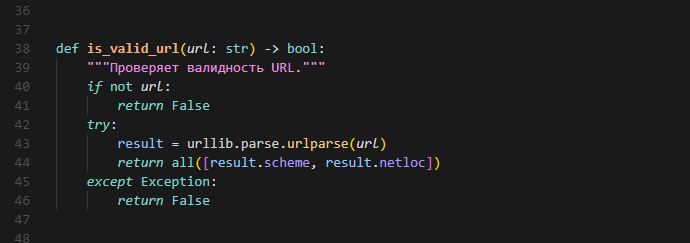 36
37
38 def is_valid_url(url: str) -> bool:
39 """Проверяет валидность URL."""
40 if not url:
41 return False
42 try:
43 result = urllib.parse.urlparse(url)
44 return all([result.scheme, result.netloc])
45 except Exception:
46 return False
47
48